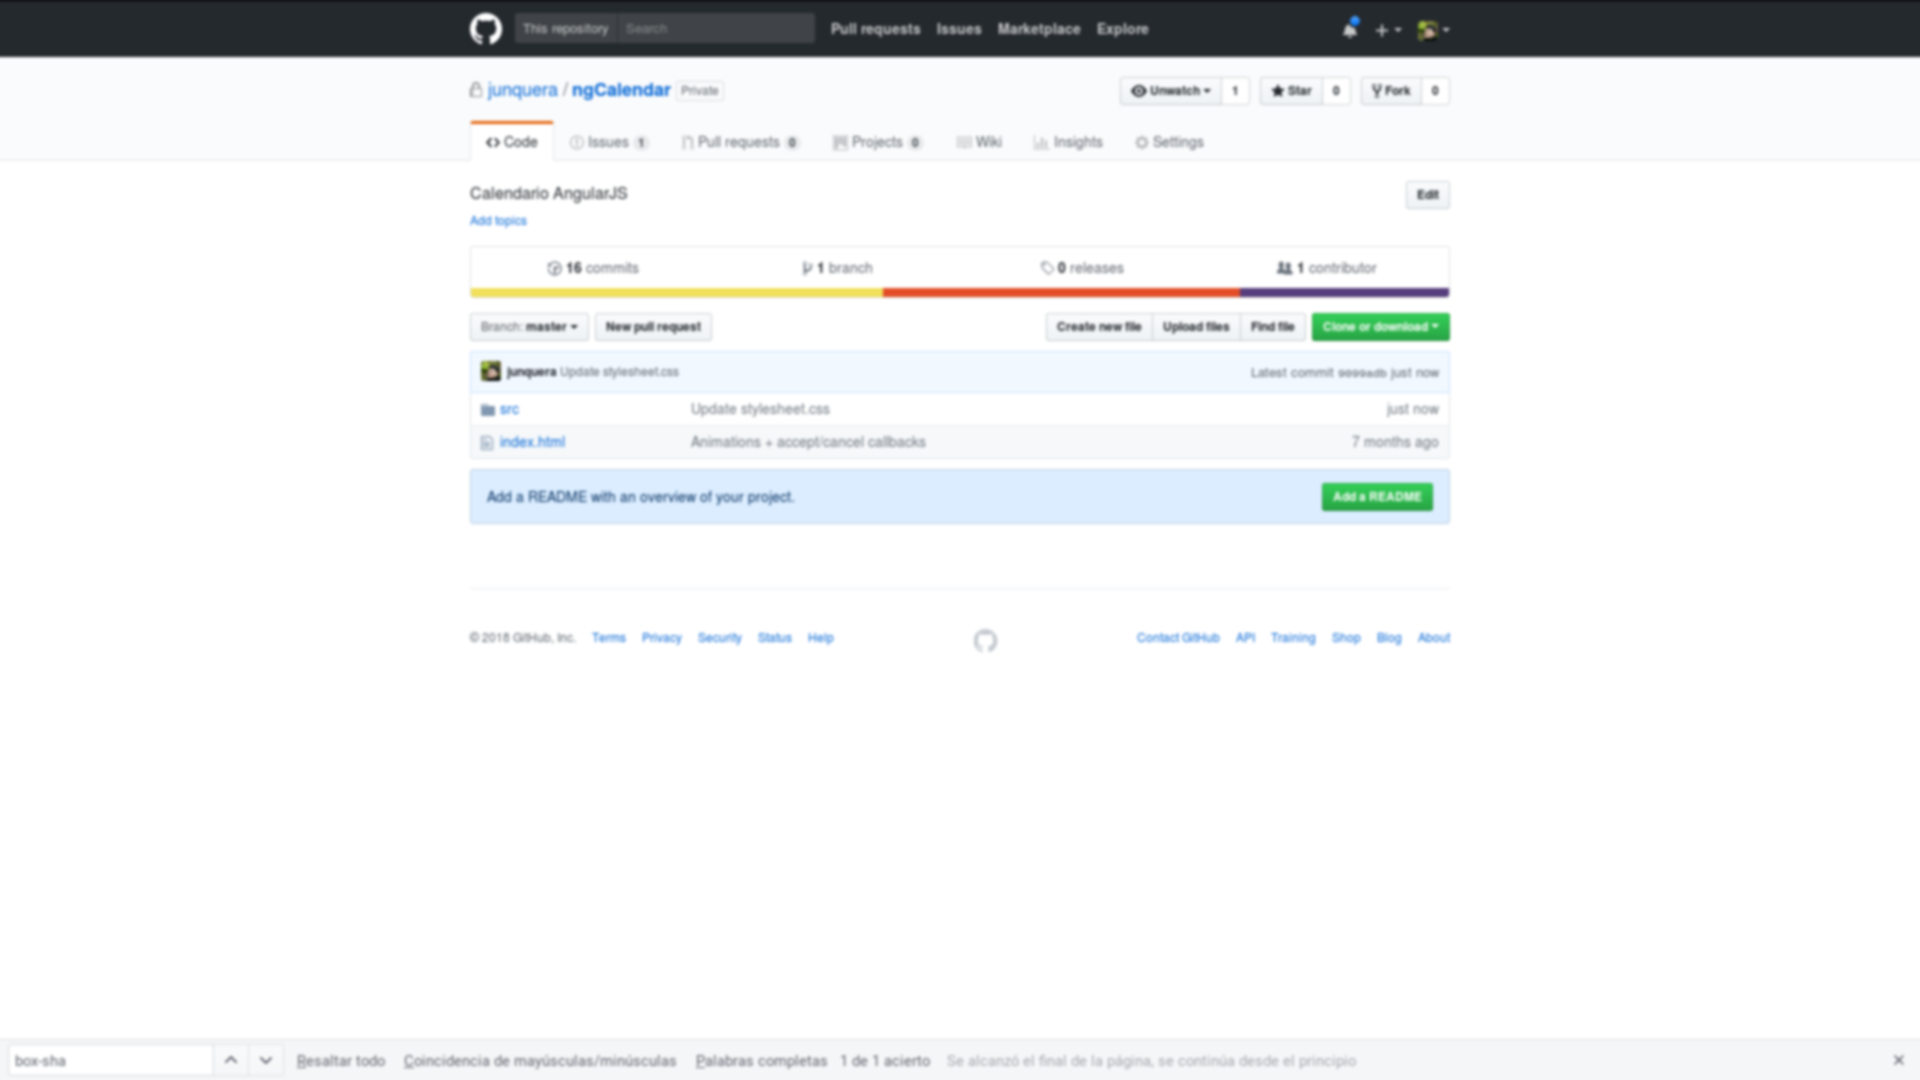 This repository Search Pull requests Issues Marketplace Explore
junquera / ngCalendar Private Unwatch 1 Star 0 Fork 0
Code Issues 1 Pull requests 0 Projects 0 Wiki Insights Settings
Calendario AngularJS Edit
Add topics
16 commits 1 branch 0 releases 1 contributor
Branch: master New pull request Create new file Upload files Find file Clone or download
junquera Update stylesheet.css Latest commit just now
src Update stylesheet.css just now
index.html Animations + accept/cancel callbacks 7 months ago
Add a README with an overview of your project. Add a README
© 2018 GitHub, Inc. Terms Privacy Security Status Help Contact GitHub API Training Shop Blog About
box-sha Resaltar todo Coincidencia de mayúsculas/minúsculas Palabras completas 1 de 1 acierto Se alcanzó el final de la página, se continúa desde el principio